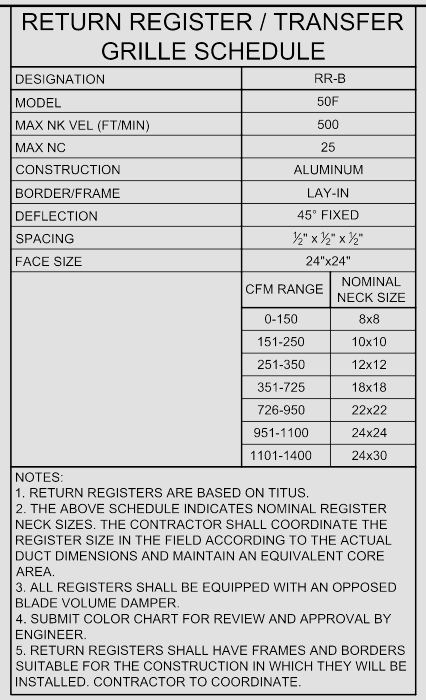 RETURN REGISTER / TRANSFER
GRILLE SCHEDULE
DESIGNATION RR-B
MODEL 50F
MAX NK VEL (FT/MIN) 500
MAX NC 25
CONSTRUCTION ALUMINUM
BORDER/FRAME LAY-IN
DEFLECTION 45° FIXED
SPACING ½" x ½" x ½"
FACE SIZE 24"x24"
CFM RANGE NOMINAL
NECK SIZE
0-150 8x8
151-250 10x10
251-350 12x12
351-725 18x18
726-950 22x22
951-1100 24x24
1101-1400 24x30
NOTES:
1. RETURN REGISTERS ARE BASED ON TITUS.
2. THE ABOVE SCHEDULE INDICATES NOMINAL REGISTER
NECK SIZES. THE CONTRACTOR SHALL COORDINATE THE
REGISTER SIZE IN THE FIELD ACCORDING TO THE ACTUAL
DUCT DIMENSIONS AND MAINTAIN AN EQUIVALENT CORE
AREA.
3. ALL REGISTERS SHALL BE EQUIPPED WITH AN OPPOSED
BLADE VOLUME DAMPER.
4. SUBMIT COLOR CHART FOR REVIEW AND APPROVAL BY
ENGINEER.
5. RETURN REGISTERS SHALL HAVE FRAMES AND BORDERS
SUITABLE FOR THE CONSTRUCTION IN WHICH THEY WILL BE
INSTALLED. CONTRACTOR TO COORDINATE.